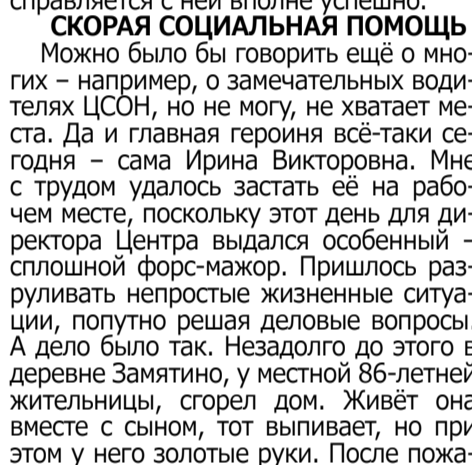 справляется с ней вполне успешно.
СКОРАЯ СОЦИАЛЬНАЯ ПОМОЩЬ
Можно было бы говорить ещё о мно-
гих – например, о замечательных води-
телях ЦСОН, но не могу, не хватает ме-
ста. Да и главная героиня всё-таки се-
годня – сама Ирина Викторовна. Мне
с трудом удалось застать её на рабо-
чем месте, поскольку этот день для ди-
ректора Центра выдался особенный –
сплошной форс-мажор. Пришлось раз-
руливать непростые жизненные ситуа-
ции, попутно решая деловые вопросы.
А дело было так. Незадолго до этого в
деревне Замятино, у местной 86-летней
жительницы, сгорел дом. Живёт она
вместе с сыном, тот выпивает, но при
этом у него золотые руки. После пожа-